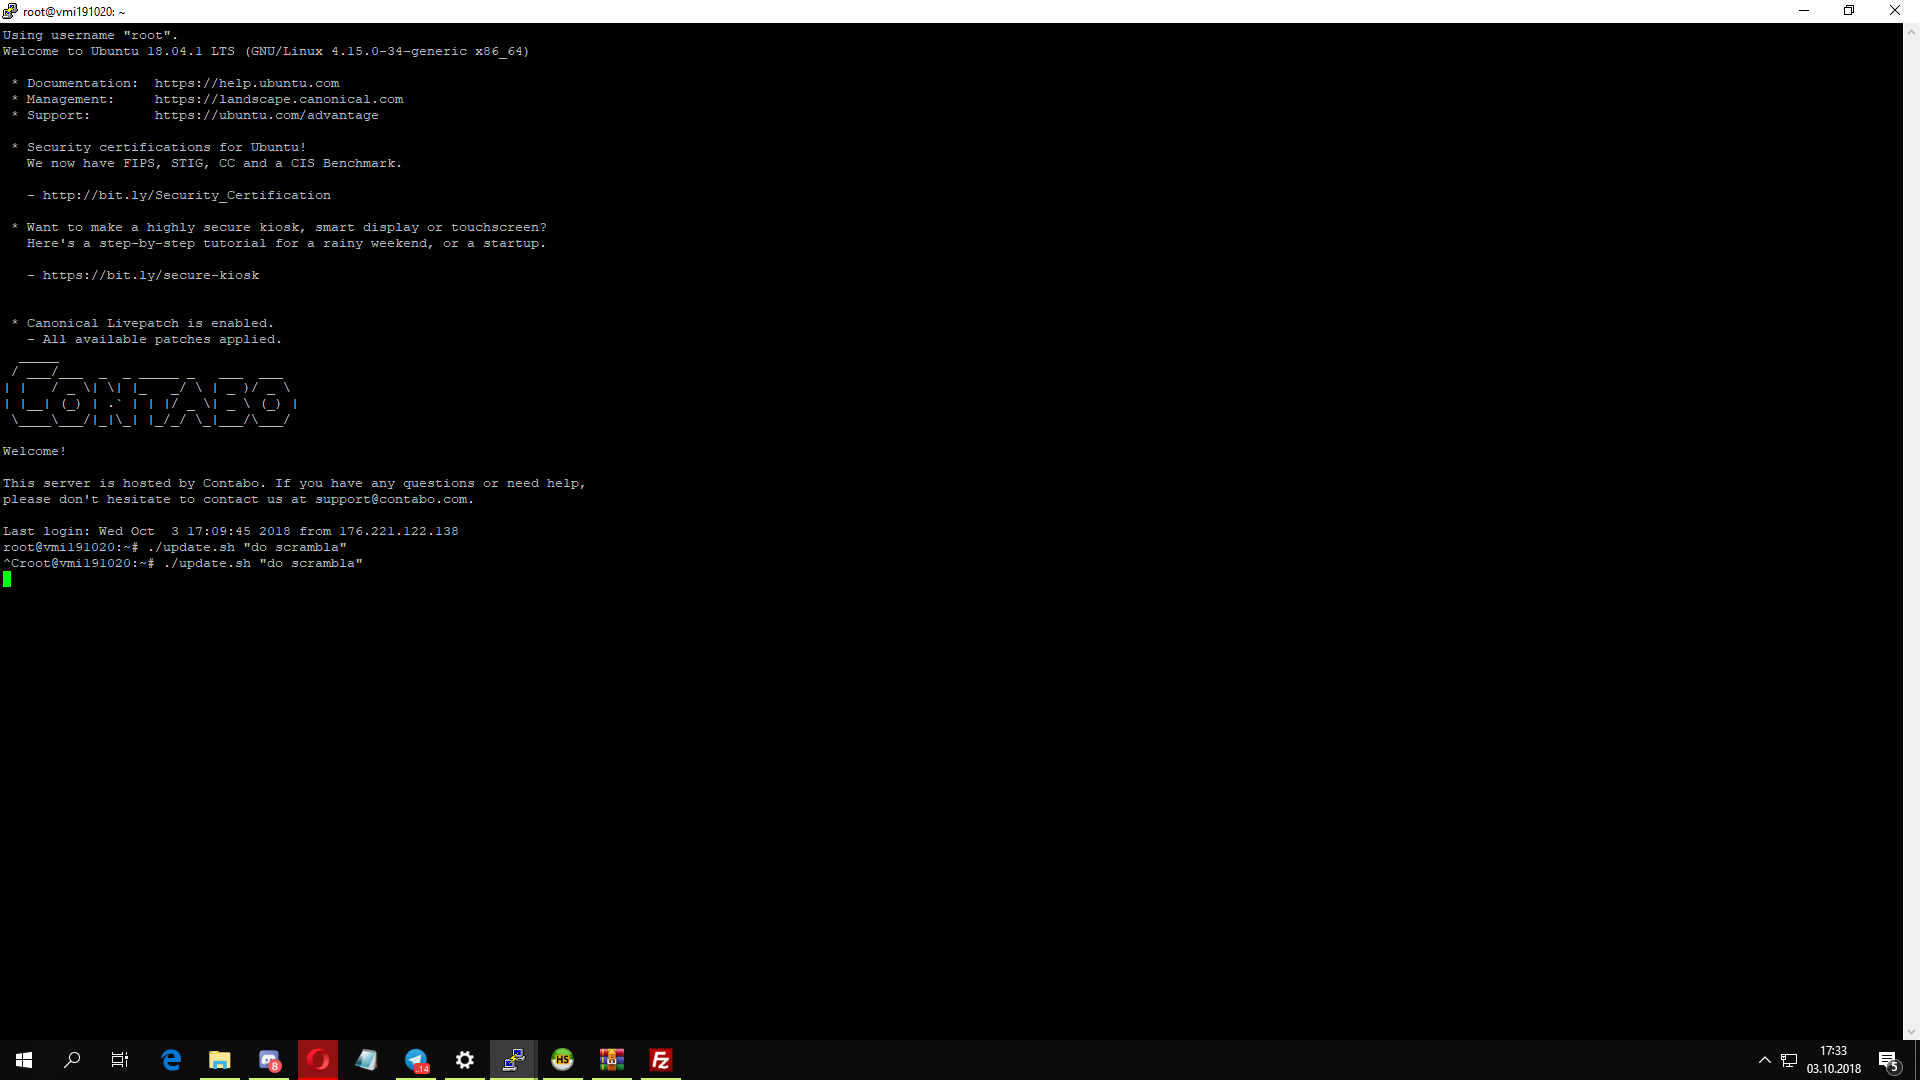 root@vmi191020: ~
Using username "root".
Welcome to Ubuntu 18.04.1 LTS (GNU/Linux 4.15.0-34-generic x86_64)
* Documentation:  https://help.ubuntu.com
* Management:     https://landscape.canonical.com
* Support:        https://ubuntu.com/advantage
* Security certifications for Ubuntu!
We now have FIPS, STIG, CC and a CIS Benchmark.
- http://bit.ly/Security_Certification
* Want to make a highly secure kiosk, smart display or touchscreen?
Here's a step-by-step tutorial for a rainy weekend, or a startup.
- https://bit.ly/secure-kiosk
* Canonical Livepatch is enabled.
- All available patches applied.
CONTABO
Welcome!
This server is hosted by Contabo. If you have any questions or need help,
please don't hesitate to contact us at support@contabo.com.
Last login: Wed Oct  3 17:09:45 2018 from 176.221.122.138
root@vmi191020:~# ./update.sh "do scrambla"
^Croot@vmi191020:~# ./update.sh "do scrambla"
8
14
HS
FZ
17:33
03.10.2018
5